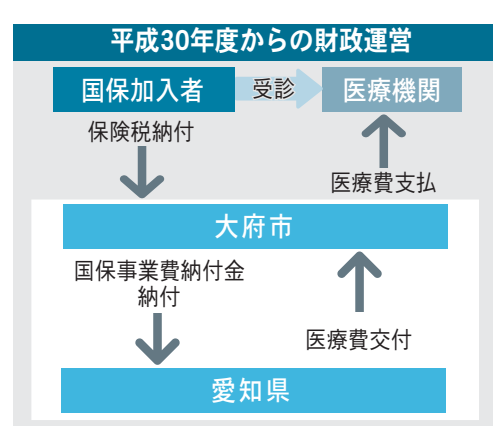 平成30年度からの財政運営
国保加入者
受診
医療機関
保険税納付
医療費支払
大府市
国保事業費納付金
納付
医療費交付
愛知県